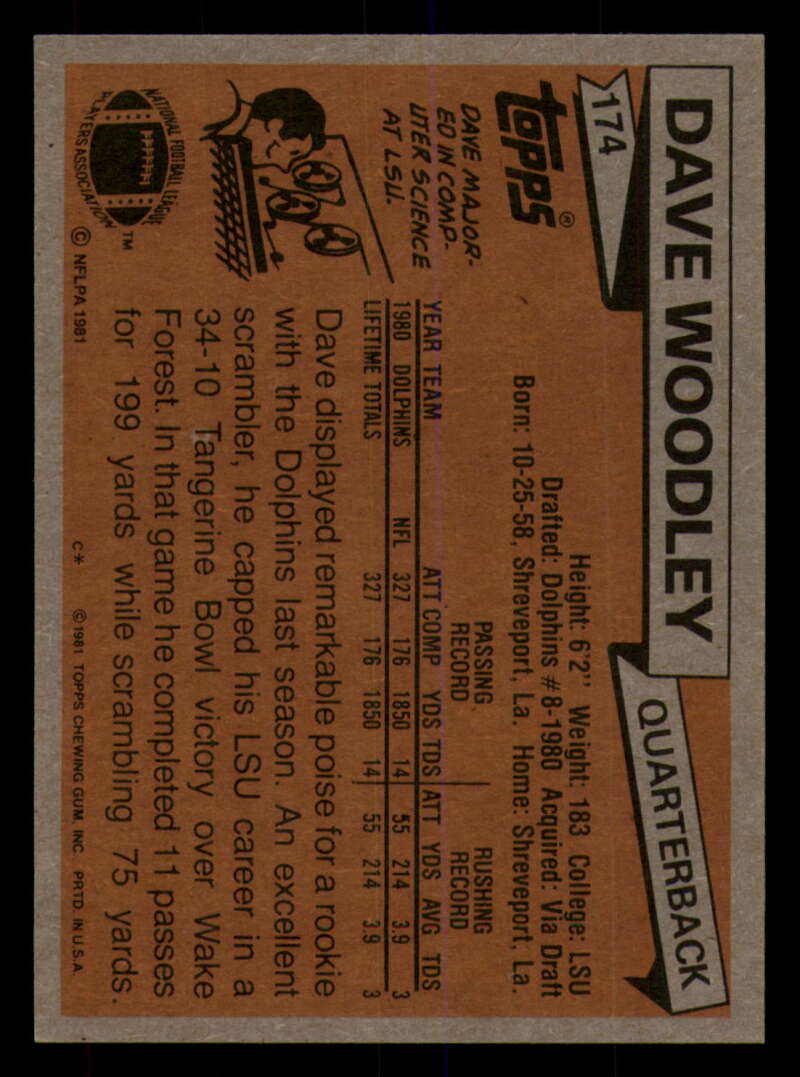 174
DAVE WOODLEY
QUARTERBACK
topps®
Height: 6'2" Weight: 183 College: LSU
Drafted: Dolphins #8-1980 Acquired: Via Draft
Born: 10-25-58, Shreveport, La. Home: Shreveport, La.
DAVE MAJOR-
ED IN COMP-
UTER SCIENCE
AT LSU.
PASSING RECORD RUSHING RECORD
YEAR TEAM ATT COMP YDS TDS ATT YDS AVG TDS
1980 DOLPHINS NFL 327 176 1850 14 55 214 3.9 3
LIFETIME TOTALS 327 176 1850 14 55 214 3.9 3
Dave displayed remarkable poise for a rookie
with the Dolphins last season. An excellent
scrambler, he capped his LSU career in a
34-10 Tangerine Bowl victory over Wake
Forest. In that game he completed 11 passes
for 199 yards while scrambling 75 yards.
NATIONAL FOOTBALL LEAGUE
PLAYERS ASSOCIATION
™
© NFLPA 1981
C* © 1981 TOPPS CHEWING GUM, INC. PRTD. IN U.S.A.